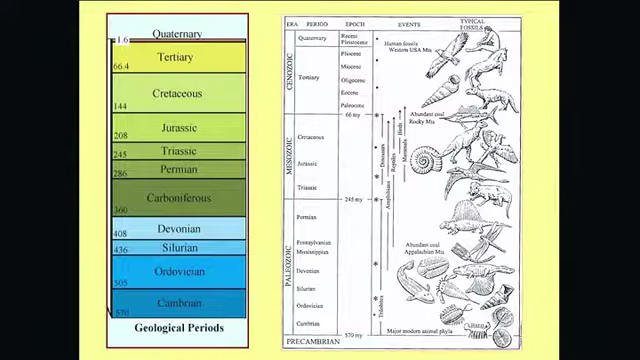 Quaternary
1.6
Tertiary
66.4
Cretaceous
144
Jurassic
208
Triassic
245
Permian
286
Carboniferous
360
Devonian
408
Silurian
436
Ordovician
505
Cambrian
570
Geological Periods
ERA PERIOD EPOCH EVENTS TYPICAL FOSSILS
CENOZOIC
Quaternary
Recent
Pleistocene
Human fossils
Western USA Mts
Tertiary
Pliocene
Miocene
Oligocene
Eocene
Paleocene
66 my
Abundant coal
Rocky Mts
MESOZOIC
Cretaceous
Jurassic
Triassic
245 my
Dinosaurs
Amphibians
Reptiles
Birds
Mammals
PALEOZOIC
Permian
Pennsylvanian
Mississippian
Abundant coal
Appalachian Mts
Devonian
Silurian
Ordovician
Cambrian
Trilobites
570 my
Major modern animal phyla
PRECAMBRIAN